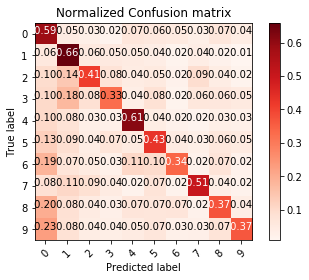 Normalized Confusion matrix
True label
0 0.59 0.05 0.03 0.02 0.07 0.06 0.05 0.03 0.07 0.04
1 0.06 0.66 0.06 0.05 0.05 0.04 0.02 0.04 0.02 0.01
2 0.10 0.14 0.41 0.08 0.04 0.05 0.02 0.09 0.04 0.02
3 0.10 0.18 0.08 0.33 0.04 0.08 0.02 0.06 0.06 0.05
4 0.10 0.08 0.03 0.03 0.61 0.04 0.02 0.02 0.03 0.03
5 0.13 0.09 0.04 0.07 0.05 0.43 0.04 0.03 0.06 0.05
6 0.19 0.07 0.05 0.03 0.11 0.10 0.34 0.02 0.07 0.02
7 0.08 0.11 0.09 0.04 0.02 0.07 0.02 0.51 0.04 0.02
8 0.20 0.08 0.04 0.03 0.07 0.07 0.07 0.02 0.37 0.04
9 0.23 0.08 0.04 0.03 0.07 0.05 0.06 0.03 0.07 0.37
0 1 2 3 4 5 6 7 8 9
Predicted label
0.6
0.5
0.4
0.3
0.2
0.1